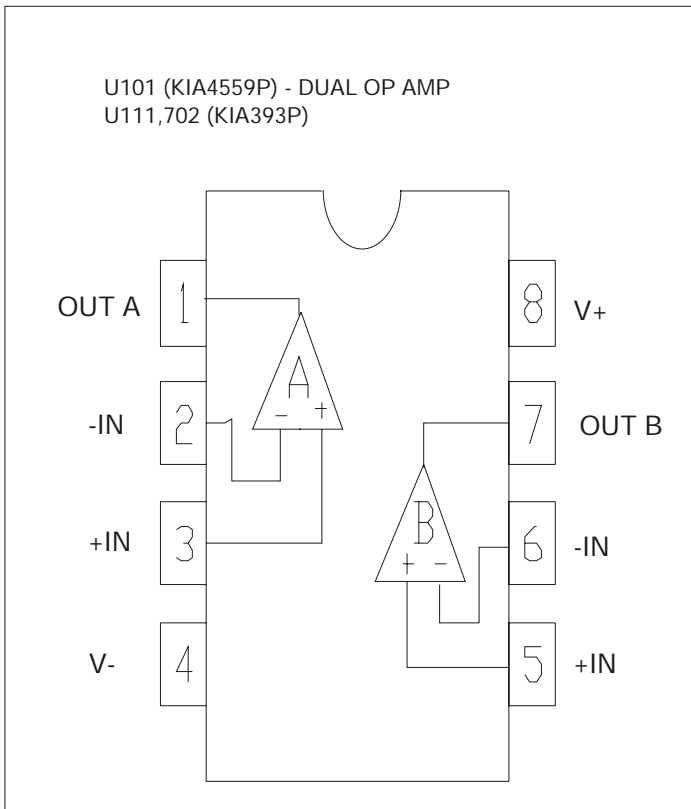 U101 (KIA4559P) - DUAL OP AMP
U111,702 (KIA393P)
OUT A 1 8 V+
A
- +
-IN 2 7 OUT B
B
+IN 3 6 -IN
+ -
V- 4 5 +IN